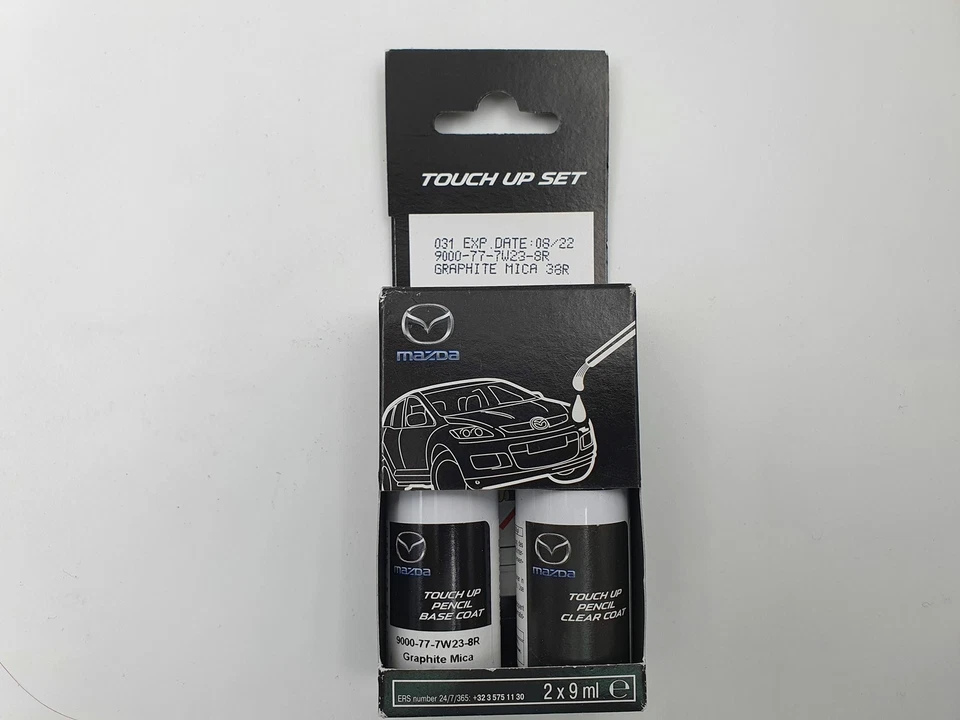 TOUCH UP SET
031 EXP.DATE:08/22
9000-77-7W23-8R
GRAPHITE MICA 38R
mazda
mazda
TOUCH UP
PENCIL
BASE COAT
9000-77-7W23-8R
Graphite Mica
mazda
TOUCH UP
PENCIL
CLEAR COAT
ERS number 24/7/365: +32 3 575 11 30
2 x 9 ml ℮